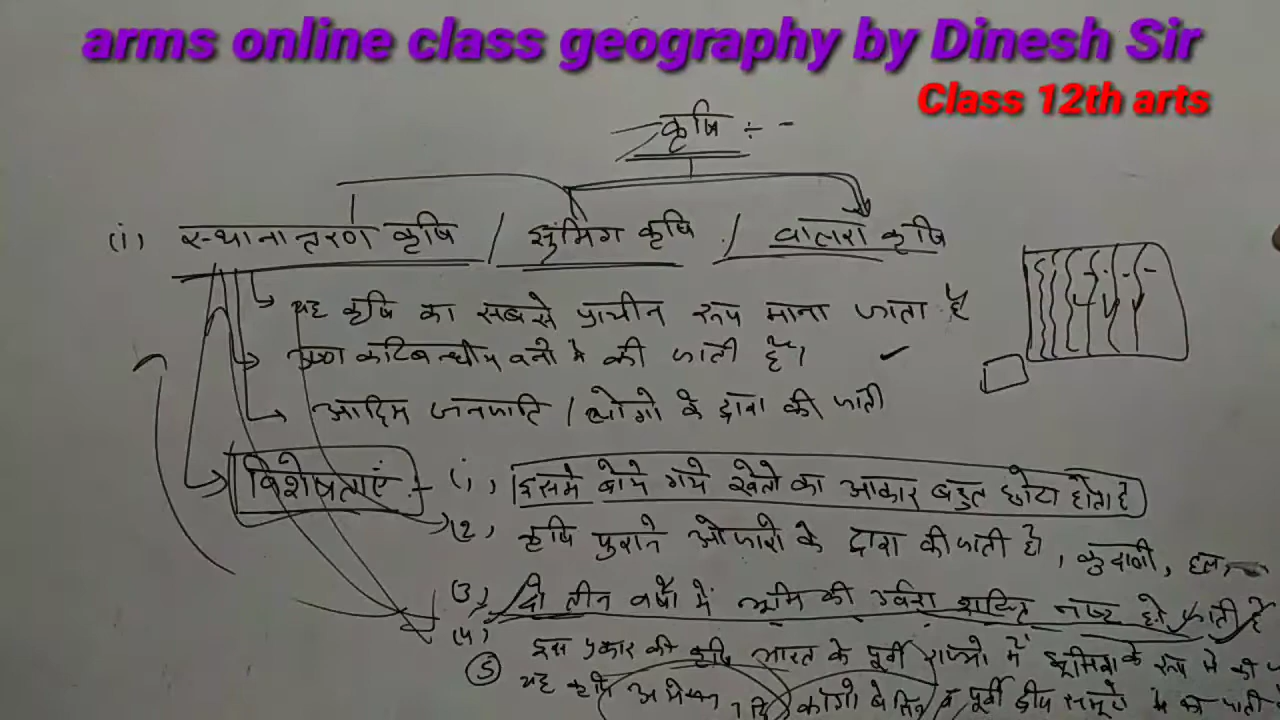 arms online class geography by Dinesh Sir
Class 12th arts
कृषि ÷ -
(i) स्थानान्तरण कृषि / झुमिंग कृषि / वालरा कृषि
यह कृषि का सबसे प्राचीन रूप माना जाता है
उष्ण कटिबन्धीय वनो मे की जाती है।
आदिम जनजाति / लोगो के द्वारा की जाती
विशेषताएं - (1) इसमे बोये गये खेतो का आकार बहुत छोटा होता है
(2) कृषि पुराने औजारो के द्वारा की जाती है, कुदाली, हल,
(3) दो तीन वर्षो में भूमि की उर्वरा शक्ति नष्ट हो जाती है
(4) इस प्रकार की कृषि भारत के पूर्वी राज्यो में के रूप मे की
(5) यह कृषि बेसिन व पूर्वी द्वीप समूह मे की जाती